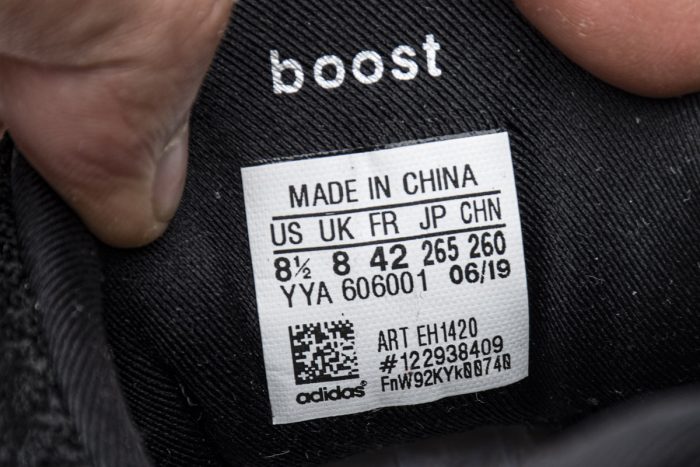 boost
MADE IN CHINA
US UK FR JP CHN
8½ 8 42 265 260
YYA 606001 06/19
ART EH1420
#122938409
FnW92KYk00740
adidas